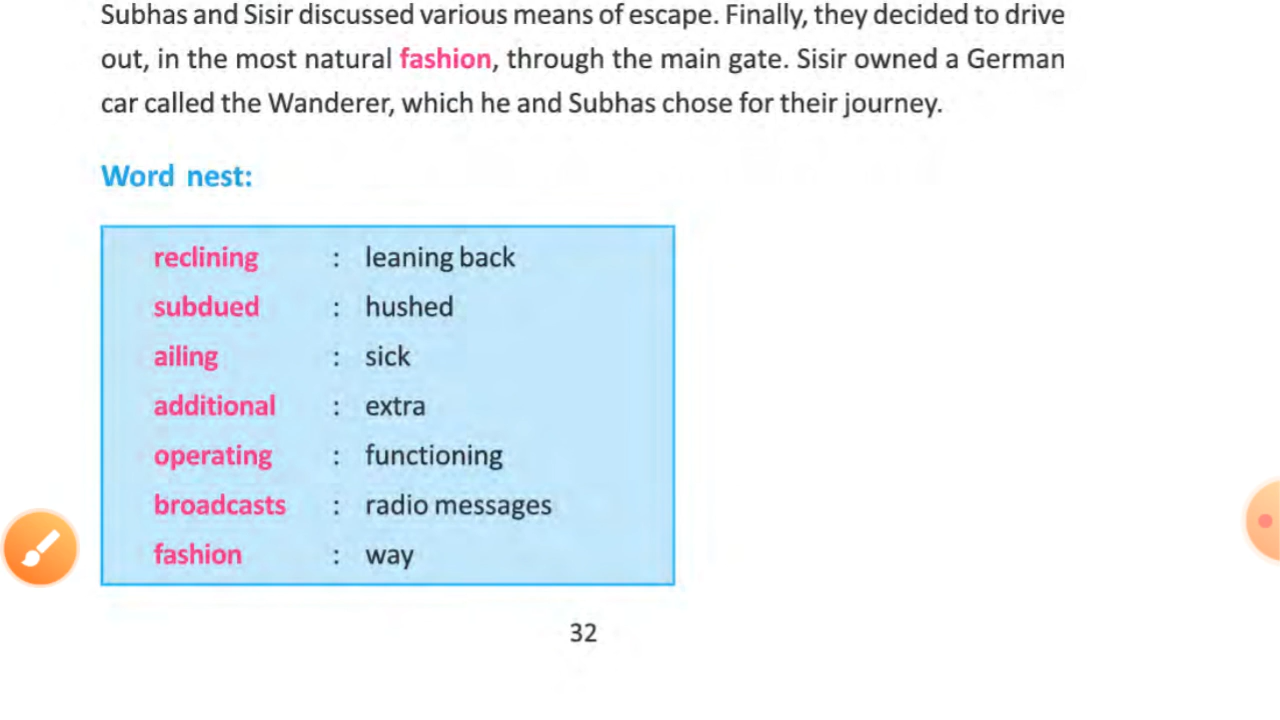 Subhas and Sisir discussed various means of escape. Finally, they decided to drive
out, in the most natural fashion, through the main gate. Sisir owned a German
car called the Wanderer, which he and Subhas chose for their journey.
Word nest:
reclining : leaning back
subdued : hushed
ailing : sick
additional : extra
operating : functioning
broadcasts : radio messages
fashion : way
32